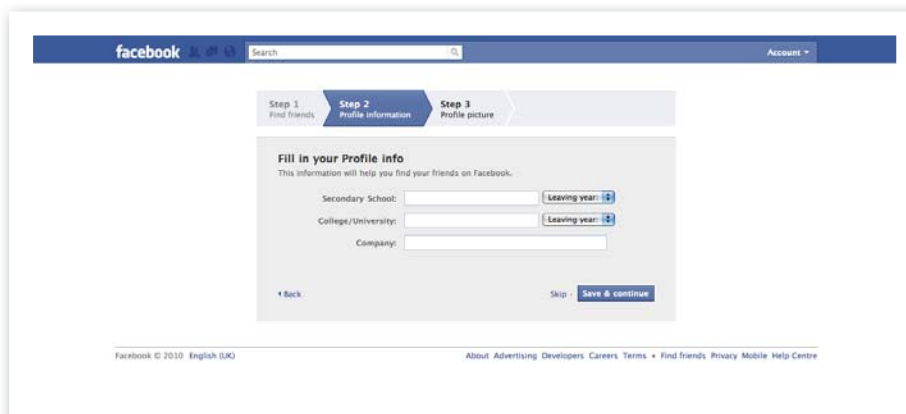 facebook Search Account
Step 1 Step 2 Step 3
Find friends Profile information Profile picture
Fill in your Profile info
This information will help you find your friends on Facebook.
Secondary School: Leaving year:
College/University: Leaving year:
Company:
Back Skip - Save & continue
Facebook © 2010 English (UK) About Advertising Developers Careers Terms • Find friends Privacy Mobile Help Centre